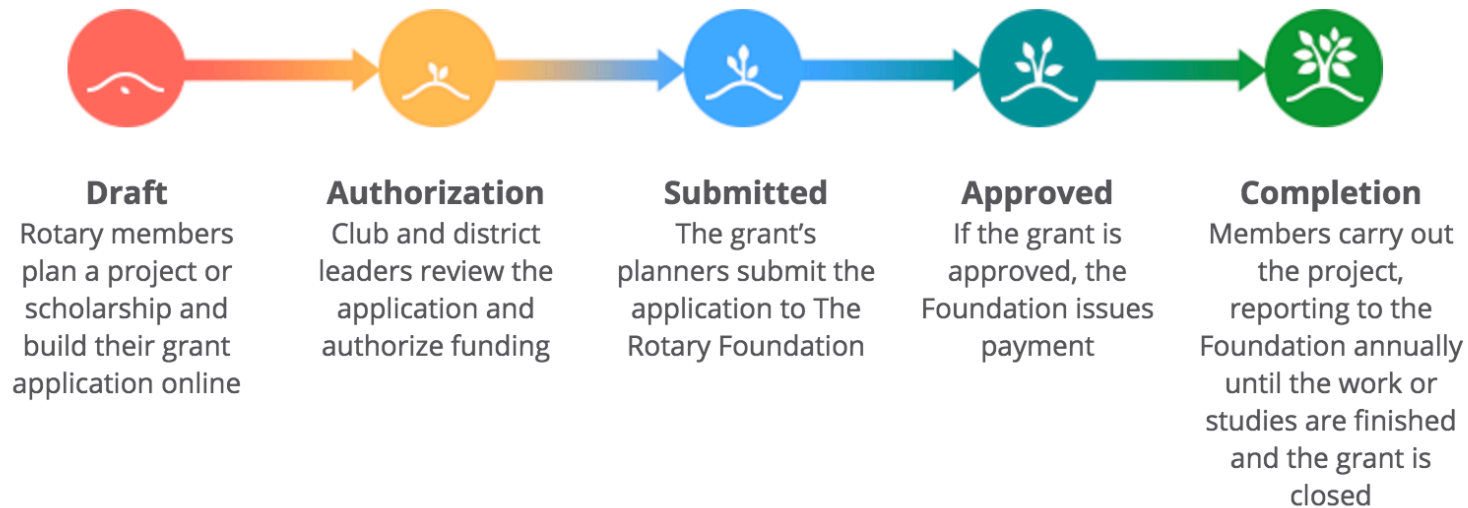 Draft
Rotary members
plan a project or
scholarship and
build their grant
application online
Authorization
Club and district
leaders review the
application and
authorize funding
Submitted
The grant’s
planners submit the
application to The
Rotary Foundation
Approved
If the grant is
approved, the
Foundation issues
payment
Completion
Members carry out
the project,
reporting to the
Foundation annually
until the work or
studies are finished
and the grant is
closed